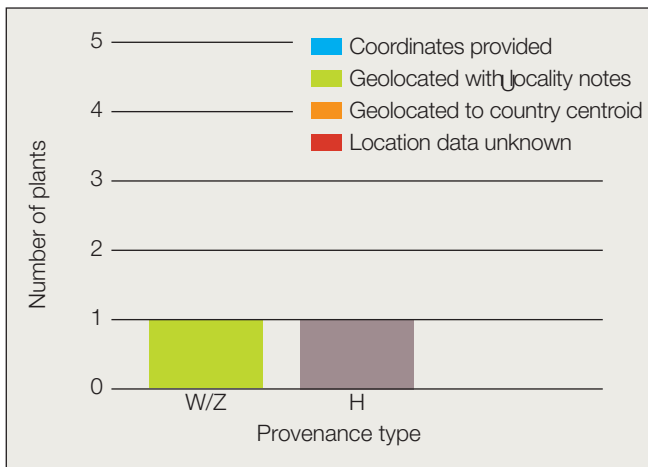 5
4
3
2
1
0
Number of plants
Coordinates provided
Geolocated with Uocality notes
Geolocated to country centroid
Location data unknown
W/Z H
Provenance type